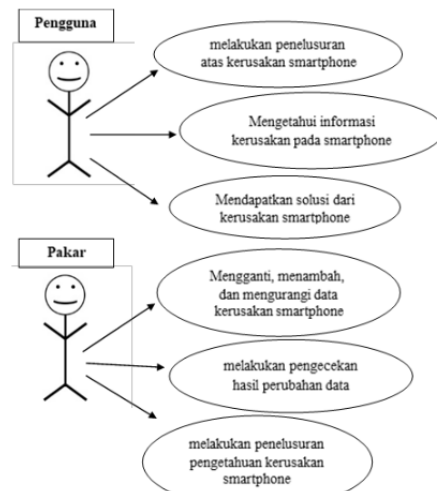 Pengguna
melakukan penelusuran
atas kerusakan smartphone
Mengetahui informasi
kerusakan pada smartphone
Mendapatkan solusi dari
kerusakan smartphone
Pakar
Mengganti, menambah,
dan mengurangi data
kerusakan smartphone
melakukan pengecekan
hasil perubahan data
melakukan penelusuran
pengetahuan kerusakan
smartphone